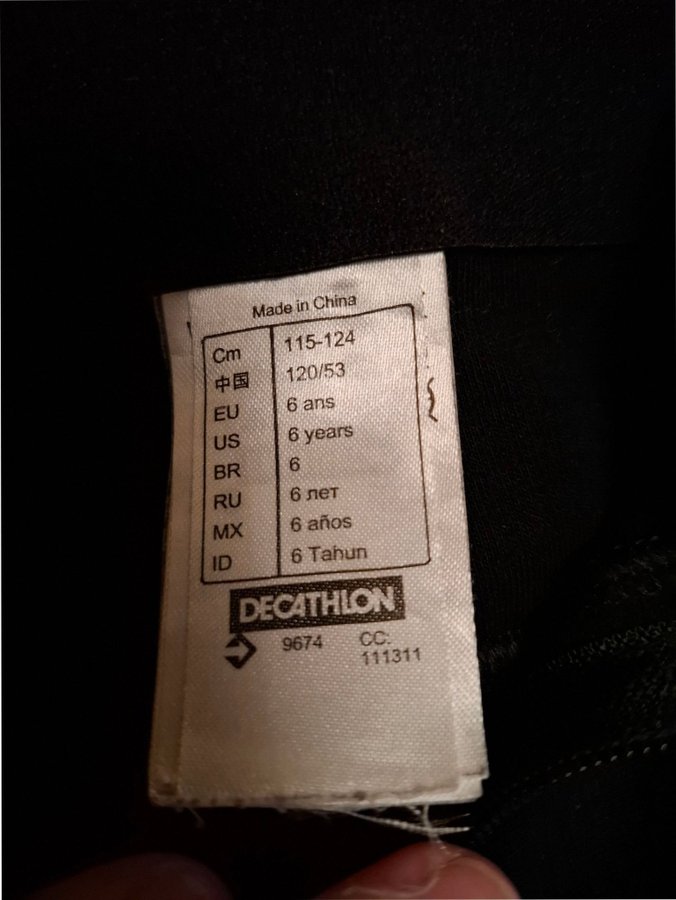 Made in China
Cm 115-124
中国 120/53
EU 6 ans
US 6 years
BR 6
RU 6 лет
MX 6 años
ID 6 Tahun
DECATHLON
9674 CC:
111311